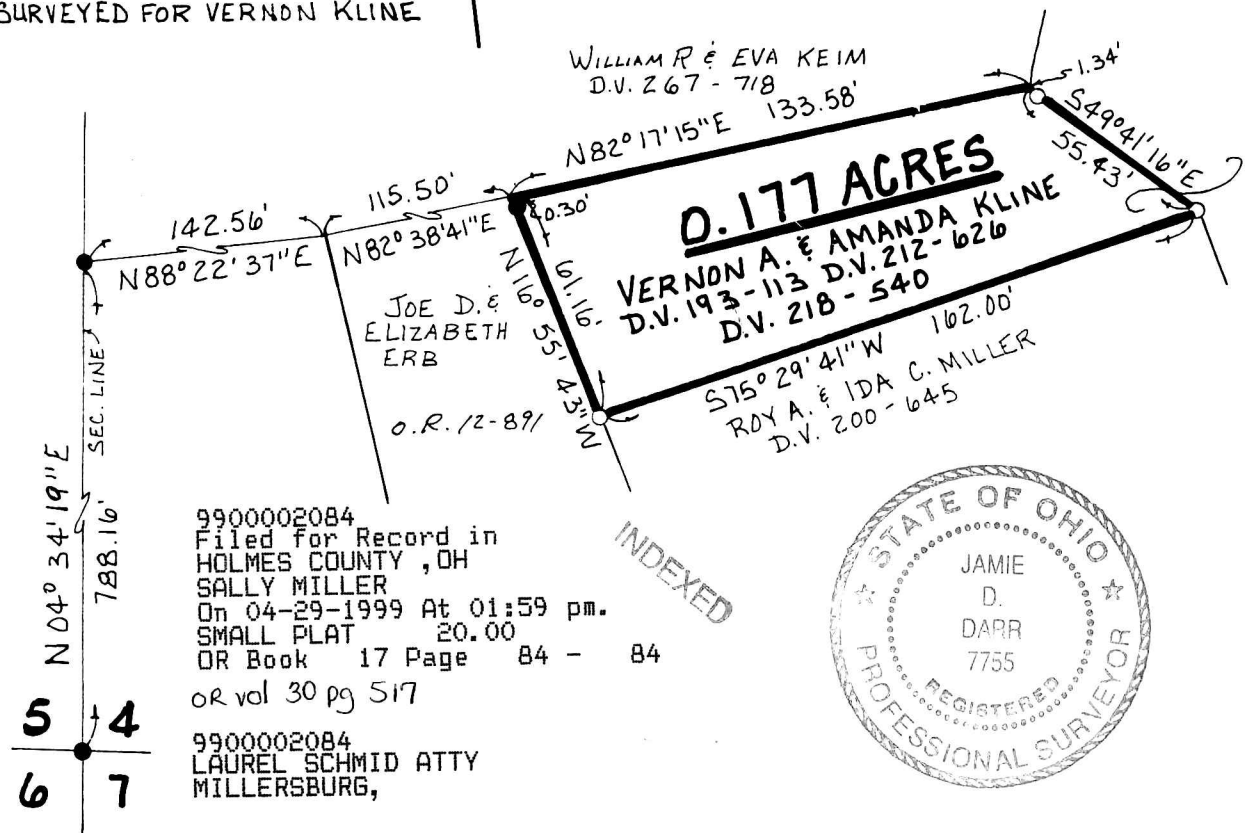 SURVEYED FOR VERNON KLINE
WILLIAM R & EVA KEIM
D.V. 267 - 718
N82° 17' 15"E 133.58'
1.34'
S49° 41' 16"E
55.43'
142.56'
N88° 22' 37"E
115.50'
N82° 38' 41"E
0.30'
0.177 ACRES
VERNON A. & AMANDA KLINE
D.V. 193-113 D.V. 212-626
D.V. 218 - 540
N16° 55' 43"W
61.16'
JOE D. &
ELIZABETH
ERB
O.R. 12-891
S75° 29' 41"W 162.00'
ROY A. & IDA C. MILLER
D.V. 200-645
SEC. LINE
N 04° 34' 19"E
788.16'
9900002084
Filed for Record in
HOLMES COUNTY ,OH
SALLY MILLER
On 04-29-1999 At 01:59 pm.
SMALL PLAT 20.00
OR Book 17 Page 84 - 84
OR vol 30 pg 517
9900002084
LAUREL SCHMID ATTY
MILLERSBURG,
INDEXED
5 4
6 7
STATE OF OHIO
JAMIE
D.
DARR
7755
REGISTERED
PROFESSIONAL SURVEYOR